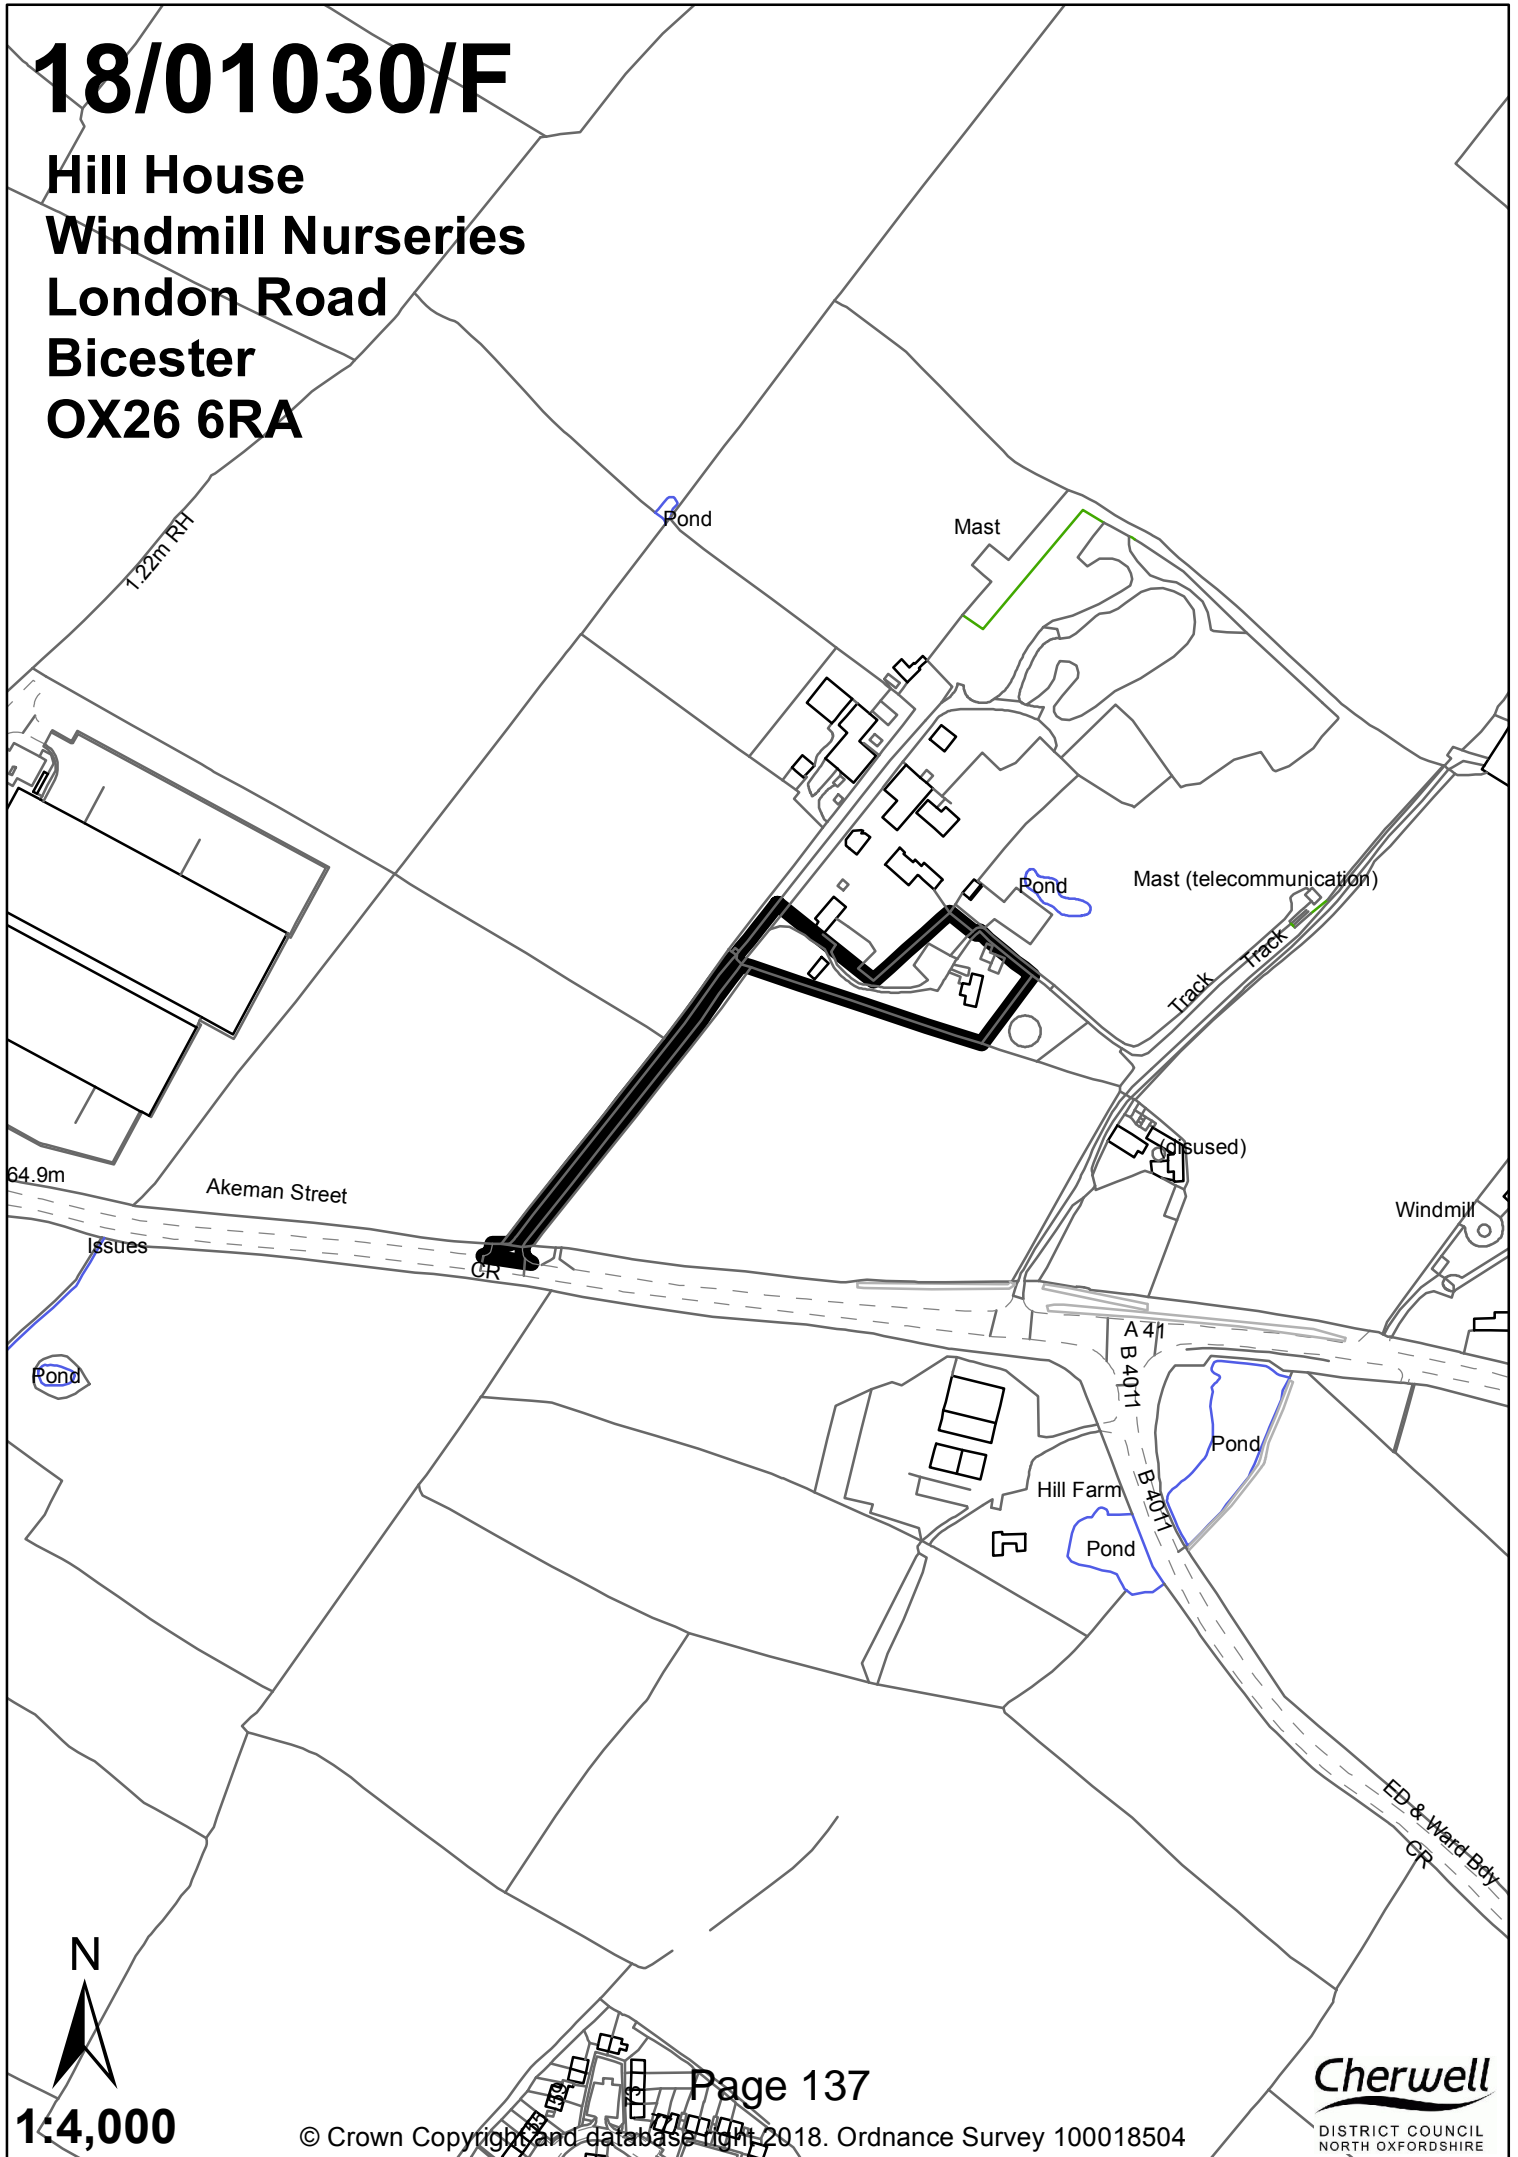 18/01030/F
Hill House
Windmill Nurseries
London Road
Bicester
OX26 6RA
Pond
Mast
1.22m RH
Pond
Mast (telecommunication)
Track
Track
(disused)
64.9m
Akeman Street
Windmill
Issues
CR
A 41
B 4011
Pond
Pond
Hill Farm
B 4011
Pond
ED & Ward Bdy
CR
N
59
73
55
Page 137
1:4,000
© Crown Copyright and database right 2018. Ordnance Survey 100018504
Cherwell
DISTRICT COUNCIL
NORTH OXFORDSHIRE